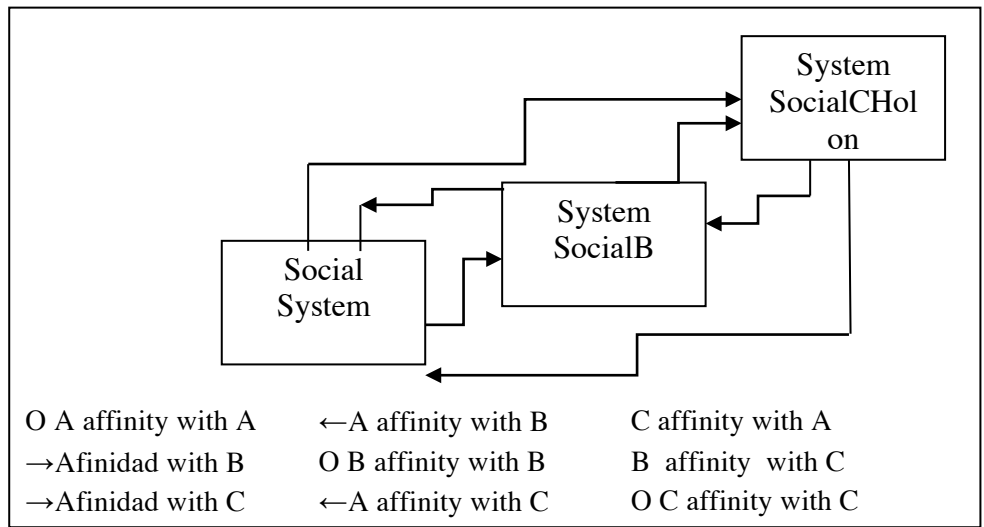 System
SocialCHol
on
System
SocialB
Social
System
O A affinity with A
←A affinity with B
C affinity with A
→Afinidad with B
O B affinity with B
B affinity with C
→Afinidad with C
←A affinity with C
O C affinity with C